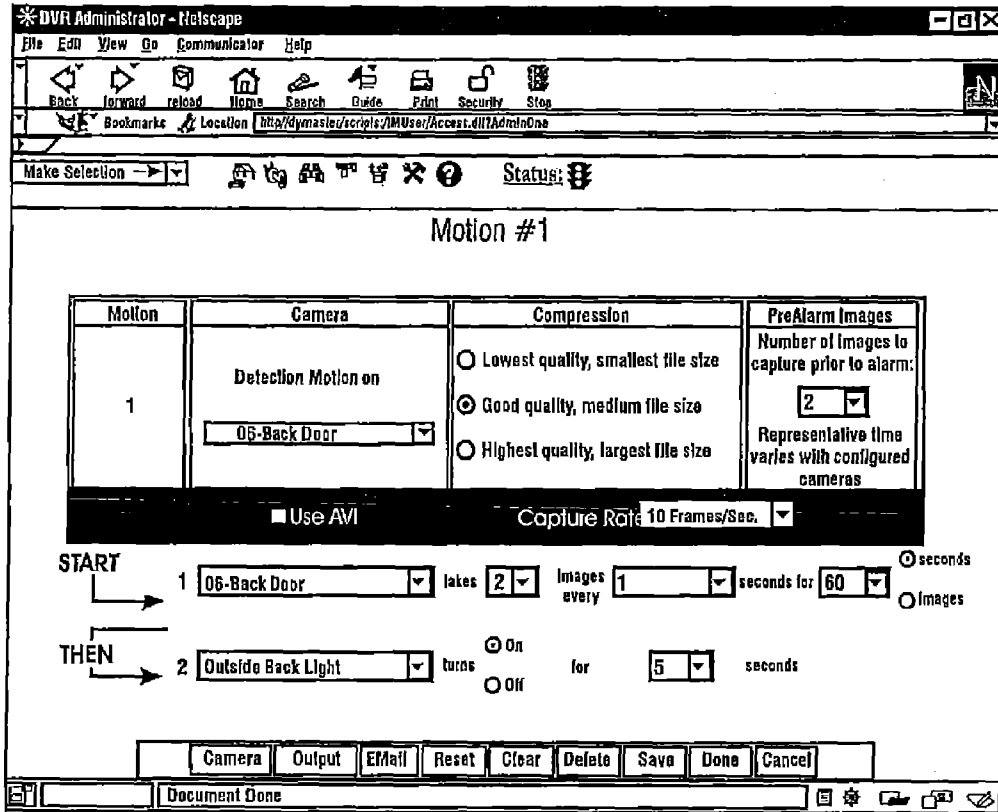 DVR Administrator - Netscape
File Edit View Go Communicator Help
Back forward reload Home Search Guide Print Security Stop
Bookmarks Location http//dymaster/scripts:/IMUser/Access.dll?AdminOne
Make Selection Status:
Motion #1
Motion Camera Compression PreAlarm Images
1
Detection Motion on
06-Back Door
Lowest quality, smallest file size
Good quality, medium file size
Highest quality, largest file size
Number of images to
capture prior to alarm:
2
Representative time
varies with configured
cameras
Use AVI Capture Rate 10 Frames/Sec.
START
1 06-Back Door takes 2 Images every 1 seconds for 60 seconds
Images
THEN
2 Outside Back Light turns On for 5 seconds
Off
Camera Output EMail Reset Clear Delete Save Done Cancel
Document Done